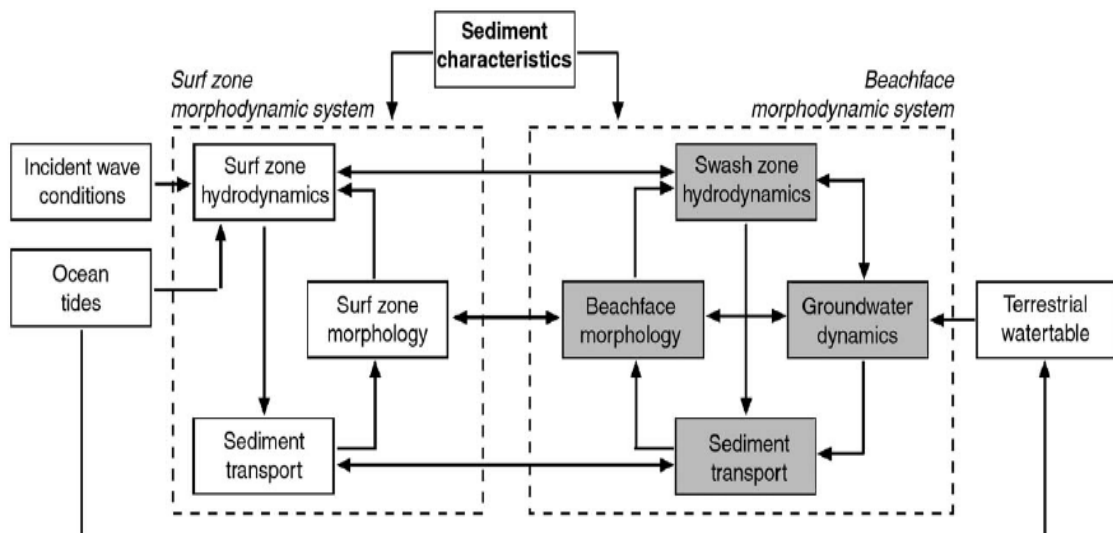 Sediment
characteristics
Surf zone
morphodynamic system
Beachface
morphodynamic system
Incident wave
conditions
Surf zone
hydrodynamics
Swash zone
hydrodynamics
Ocean
tides
Surf zone
morphology
Beachface
morphology
Groundwater
dynamics
Terrestrial
watertable
Sediment
transport
Sediment
transport